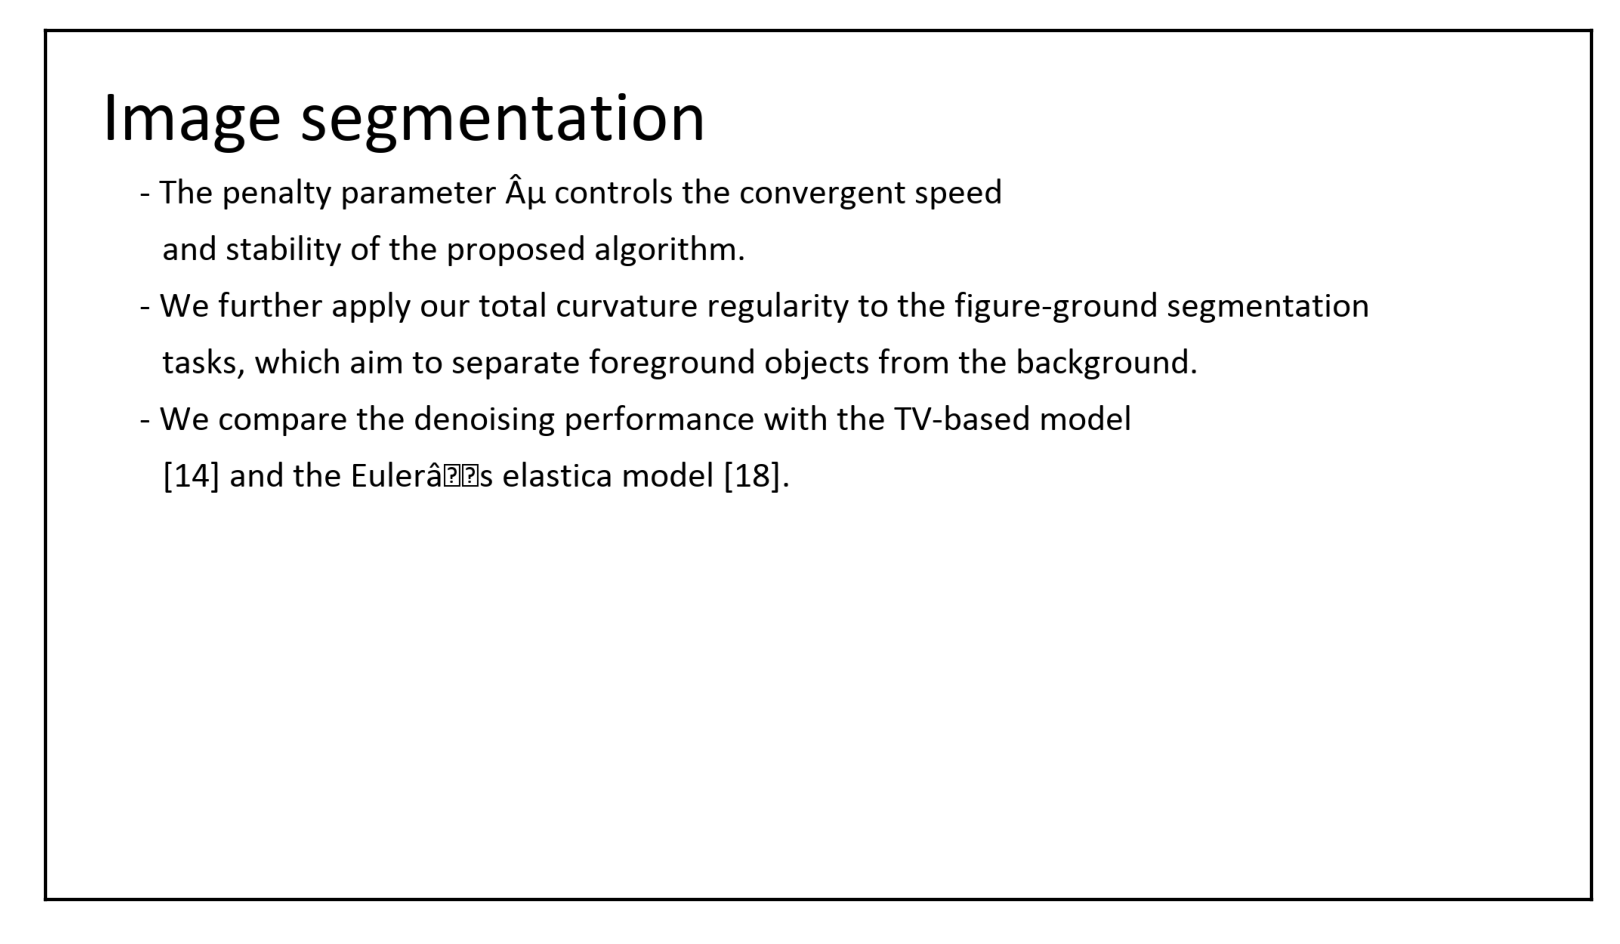 Image segmentation
- The penalty parameter Âµ controls the convergent speed
and stability of the proposed algorithm.
- We further apply our total curvature regularity to the figure-ground segmentation
tasks, which aim to separate foreground objects from the background.
- We compare the denoising performance with the TV-based model
[14] and the Eulerâ⍰⍰s elastica model [18].